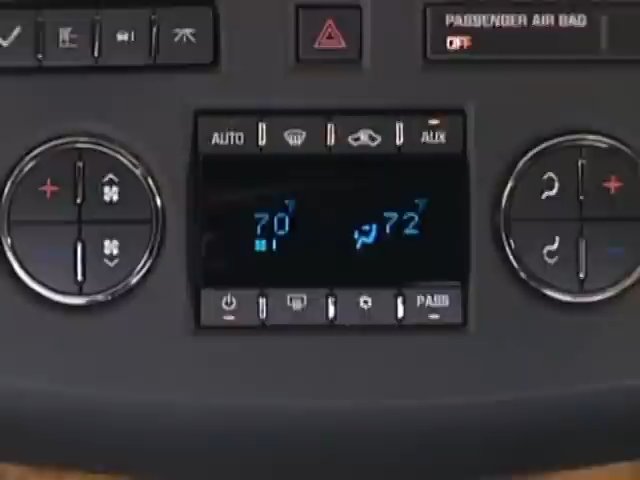 PASSENGER AIR BAG
OFF
AUTO
AUX
70°
72°
PASS